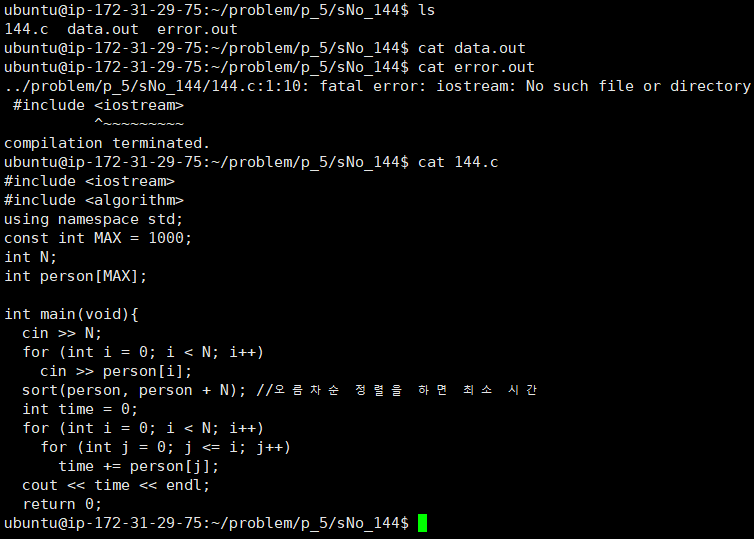 ubuntu@ip-172-31-29-75:~/problem/p_5/sNo_144$ ls
144.c  data.out  error.out
ubuntu@ip-172-31-29-75:~/problem/p_5/sNo_144$ cat data.out
ubuntu@ip-172-31-29-75:~/problem/p_5/sNo_144$ cat error.out
../problem/p_5/sNo_144/144.c:1:10: fatal error: iostream: No such file or directory
 #include <iostream>
          ^~~~~~~~~~
compilation terminated.
ubuntu@ip-172-31-29-75:~/problem/p_5/sNo_144$ cat 144.c
#include <iostream>
#include <algorithm>
using namespace std;
const int MAX = 1000;
int N;
int person[MAX];

int main(void){
  cin >> N;
  for (int i = 0; i < N; i++)
    cin >> person[i];
  sort(person, person + N); //오름차순 정렬을 하면 최소 시간
  int time = 0;
  for (int i = 0; i < N; i++)
    for (int j = 0; j <= i; j++)
      time += person[j];
  cout << time << endl;
  return 0;
ubuntu@ip-172-31-29-75:~/problem/p_5/sNo_144$